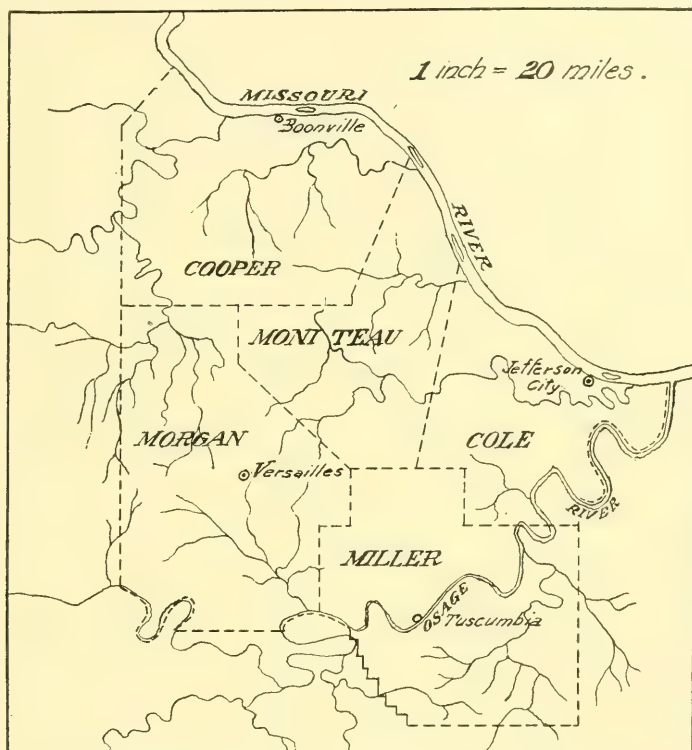 1 inch = 20 miles.
MISSOURI
Boonville
RIVER
COOPER
MONITEAU
Jefferson
City
MORGAN
COLE
Versailles
RIVER
MILLER
OSAGE
Tuscumbia